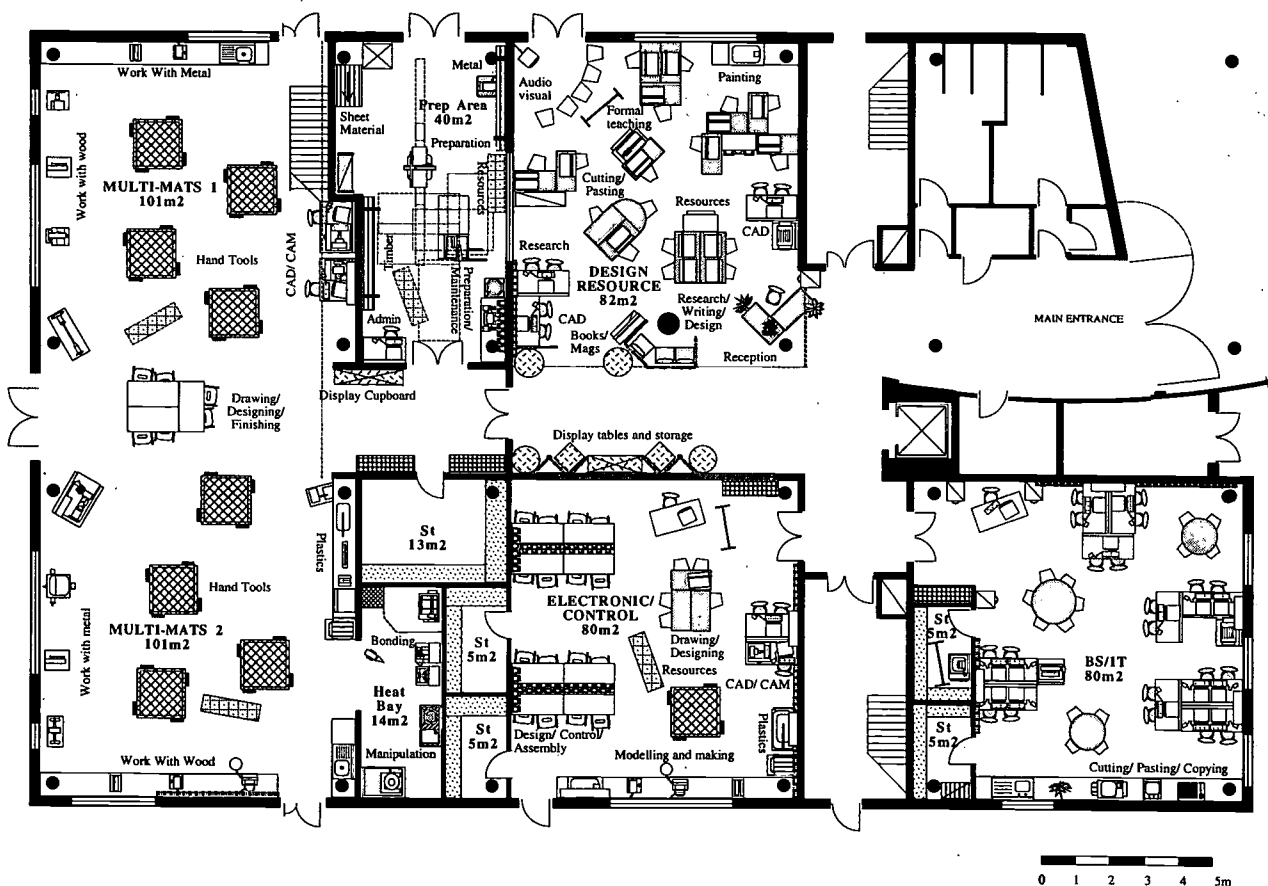 Work With Metal
Work with wood
MULTI-MATS 1
101m2
Hand Tools
CAD/ CAM
Sheet
Material
Metal
Prep Area
40m2
Preparation
Resources
Timber
Preparation/
Maintenance
Admin
Display Cupboard
Audio
visual
Formal
teaching
Painting
Cutting/
Pasting
Resources
CAD
Research
DESIGN
RESOURCE
82m2
CAD
Research/
Writing/
Design
Books/
Mags
Reception
MAIN ENTRANCE
Drawing/
Designing/
Finishing
Display tables and storage
Plastics
St
13m2
Hand Tools
MULTI-MATS 2
101m2
Work with metal
Work With Wood
Bonding
Heat
Bay
14m2
Manipulation
St
5m2
St
5m2
ELECTRONIC/
CONTROL
80m2
Drawing/
Designing
Resources
CAD/ CAM
Plastics
Design/ Control/
Assembly
Modelling and making
St
5m2
St
5m2
BS/IT
80m2
Cutting/ Pasting/ Copying
0 1 2 3 4 5m